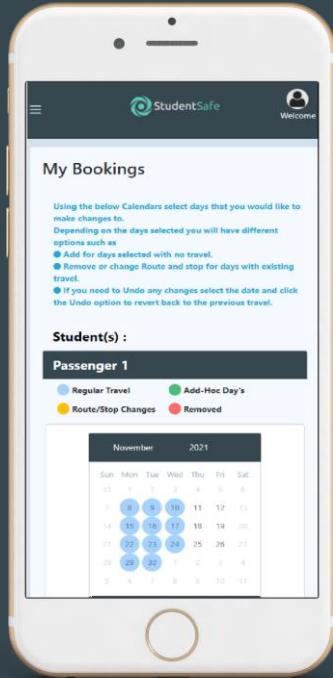 StudentSafe
Welcome
My Bookings
Using the below Calendars select days that you would like to
make changes to.
Depending on the days selected you will have different
options such as
● Add for days selected with no travel.
● Remove or change Route and stop for days with existing
travel.
● If you need to Undo any changes select the date and click
the Undo option to revert back to the previous travel.
Student(s) :
Passenger 1
Regular Travel Add-Hoc Day's
Route/Stop Changes Removed
November 2021
Sun Mon Tue Wed Thu Fri Sat
31 1 2 3 4 5 6
7 8 9 10 11 12 13
14 15 16 17 18 19 20
21 22 23 24 25 26 27
28 29 30 1 2 3 4
5 6 7 8 9 10 11